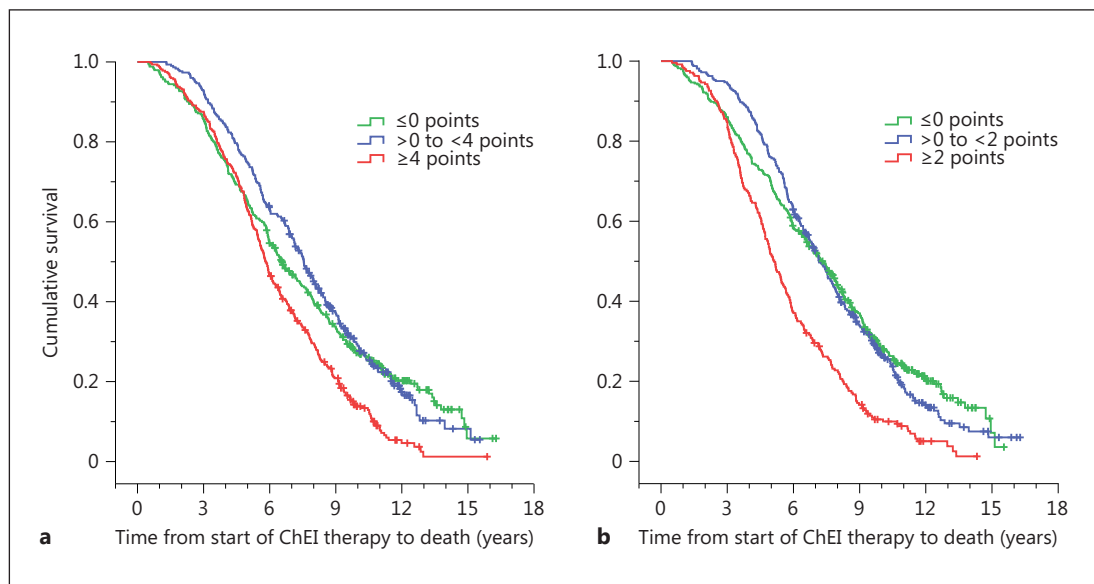 1.0
0.8
0.6
0.4
0.2
0
Cumulative survival
≤0 points
>0 to <4 points
≥4 points
0 3 6 9 12 15 18
a Time from start of ChEI therapy to death (years)
1.0
0.8
0.6
0.4
0.2
0
≤0 points
>0 to <2 points
≥2 points
0 3 6 9 12 15 18
b Time from start of ChEI therapy to death (years)